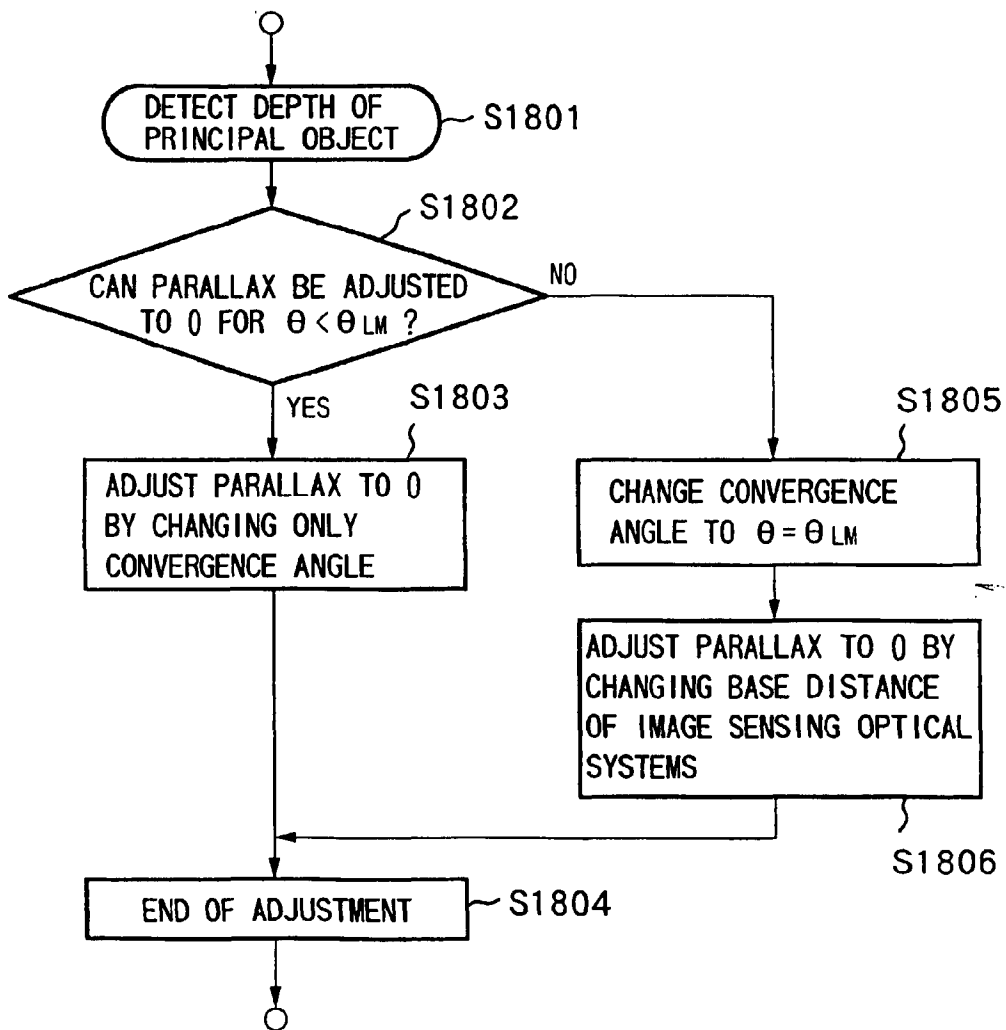 DETECT DEPTH OF
PRINCIPAL OBJECT
S1801
S1802
CAN PARALLAX BE ADJUSTED
TO 0 FOR θ < θLM ?
NO
YES
S1803
ADJUST PARALLAX TO 0
BY CHANGING ONLY
CONVERGENCE ANGLE
S1805
CHANGE CONVERGENCE
ANGLE TO θ = θLM
ADJUST PARALLAX TO 0 BY
CHANGING BASE DISTANCE
OF IMAGE SENSING OPTICAL
SYSTEMS
S1806
END OF ADJUSTMENT
S1804